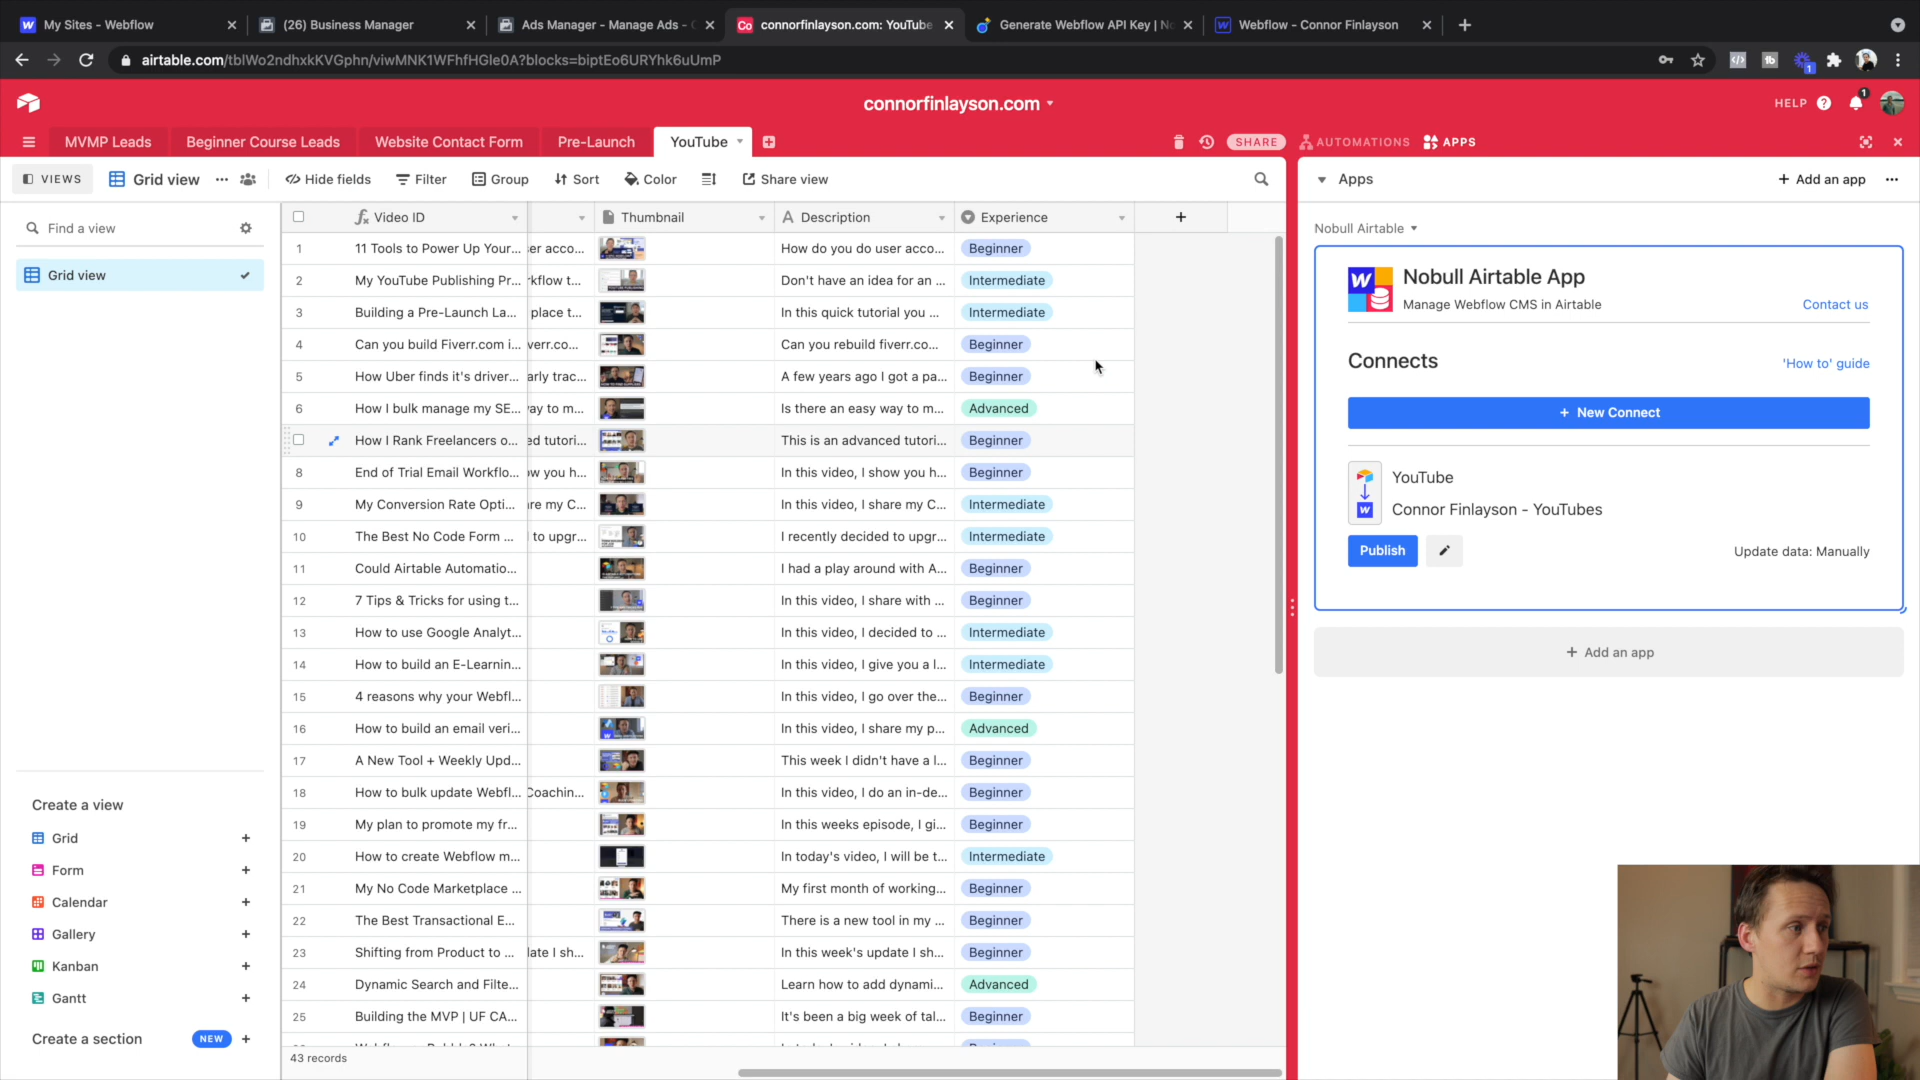 My Sites - Webflow
(26) Business Manager
Ads Manager - Manage Ads -
Co connorfinlayson.com: YouTube
Generate Webflow API Key | No
Webflow - Connor Finlayson
airtable.com/tblWo2ndhxkKVGphn/viwMNK1WFhfHGle0A?blocks=biptEo6URYhk6uUmP
connorfinlayson.com
HELP
1
MVMP Leads
Beginner Course Leads
Website Contact Form
Pre-Launch
YouTube
SHARE
AUTOMATIONS
APPS
VIEWS
Grid view
Hide fields
Filter
Group
Sort
Color
Share view
Apps
Add an app
Find a view
Grid view
Video ID
Thumbnail
Description
Experience
1 11 Tools to Power Up Your... er acco... How do you do user acco... Beginner
2 My YouTube Publishing Pr... rkflow t... Don't have an idea for an ... Intermediate
3 Building a Pre-Launch La... place t... In this quick tutorial you ... Intermediate
4 Can you build Fiverr.com i... verr.co... Can you rebuild fiverr.co... Beginner
5 How Uber finds it's driver... arly trac... A few years ago I got a pa... Beginner
6 How I bulk manage my SE... ay to m... Is there an easy way to m... Advanced
How I Rank Freelancers o... ed tutori... This is an advanced tutori... Beginner
8 End of Trial Email Workflo... ow you h... In this video, I show you h... Beginner
9 My Conversion Rate Opti... re my C... In this video, I share my C... Intermediate
10 The Best No Code Form ... to upgr... I recently decided to upgr... Intermediate
11 Could Airtable Automatio... I had a play around with A... Beginner
12 7 Tips & Tricks for using t... In this video, I share with ... Beginner
13 How to use Google Analyt... In this video, I decided to ... Intermediate
14 How to build an E-Learnin... In this video, I give you a l... Intermediate
15 4 reasons why your Webfl... In this video, I go over the... Beginner
16 How to build an email veri... In this video, I share my p... Advanced
17 A New Tool + Weekly Upd... This week I didn't have a l... Beginner
18 How to bulk update Webfl... Coachin... In this video, I do an in-de... Beginner
19 My plan to promote my fr... In this weeks episode, I gi... Beginner
20 How to create Webflow m... In today's video, I will be t... Intermediate
21 My No Code Marketplace ... My first month of working... Beginner
22 The Best Transactional E... There is a new tool in my ... Beginner
23 Shifting from Product to ... late I sh... In this week's update I sh... Beginner
24 Dynamic Search and Filte... Learn how to add dynami... Advanced
25 Building the MVP | UF CA... It's been a big week of tal... Beginner
43 records
Create a view
Grid
Form
Calendar
Gallery
Kanban
Gantt
Create a section
NEW
Nobull Airtable
Nobull Airtable App
Manage Webflow CMS in Airtable
Contact us
Connects
'How to' guide
+ New Connect
YouTube
Connor Finlayson - YouTubes
Publish
Update data: Manually
+ Add an app